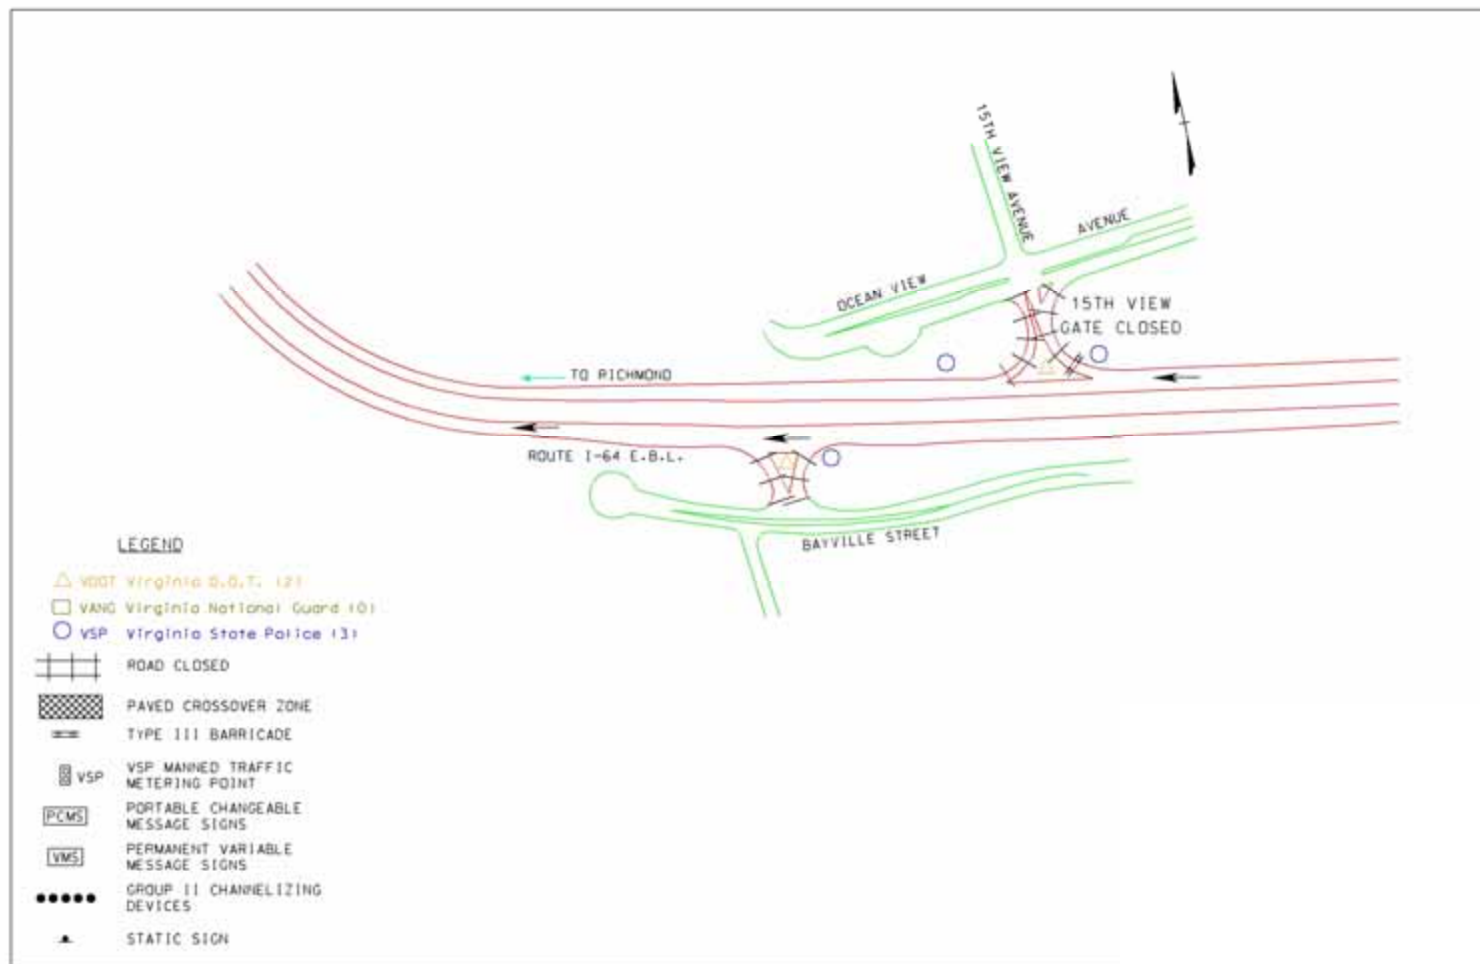 15TH VIEW AVENUE
AVENUE
OCEAN VIEW
15TH VIEW
GATE CLOSED
TO RICHMOND
ROUTE I-64 E.B.L.
BAYVILLE STREET
LEGEND
VDOT Virginia D.O.T. (2)
VANG Virginia National Guard (0)
VSP Virginia State Police (3)
ROAD CLOSED
PAVED CROSSOVER ZONE
TYPE III BARRICADE
VSP VSP MANNED TRAFFIC
METERING POINT
PCMS PORTABLE CHANGEABLE
MESSAGE SIGNS
VMS PERMANENT VARIABLE
MESSAGE SIGNS
GROUP II CHANNELIZING
DEVICES
STATIC SIGN